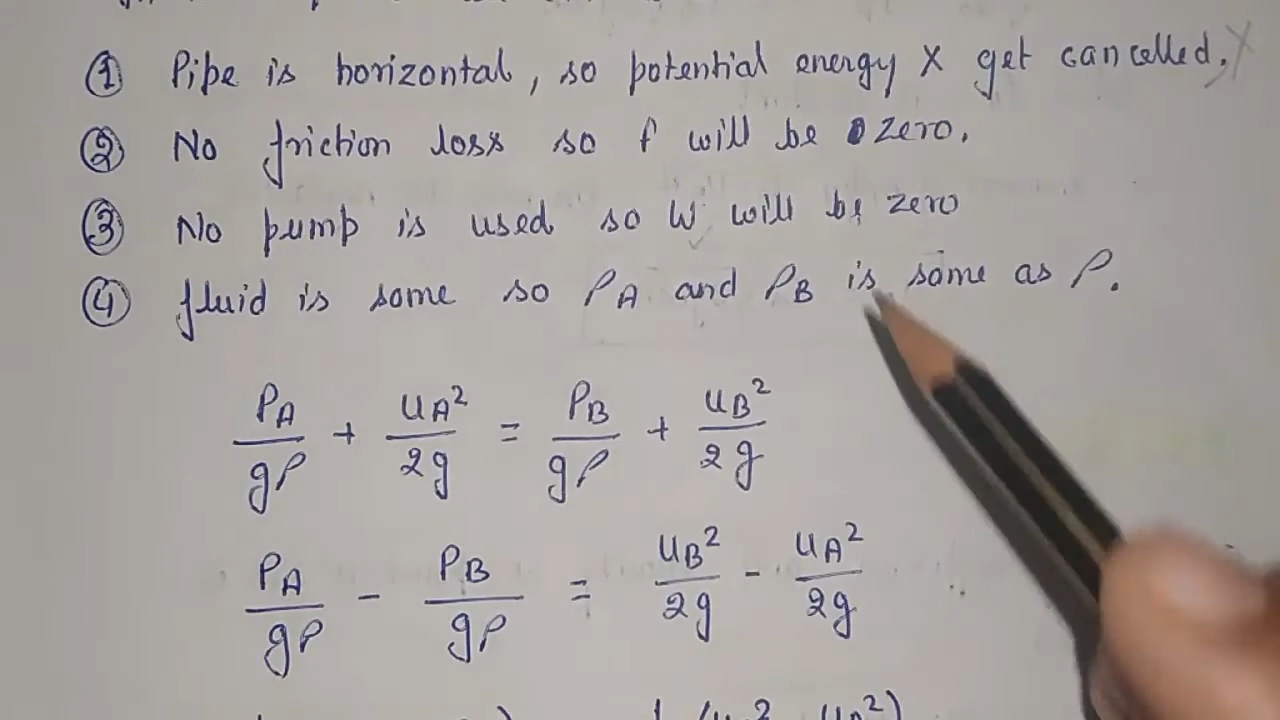 ① Pipe is horizontal, so potential energy X get cancelled.
② No friction loss so f will be zero.
③ No pump is used so W will be zero
④ fluid is same so ρA and ρB is same as ρ.
PA/gρ + uA²/2g = PB/gρ + uB²/2g
PA/gρ - PB/gρ = uB²/2g - uA²/2g